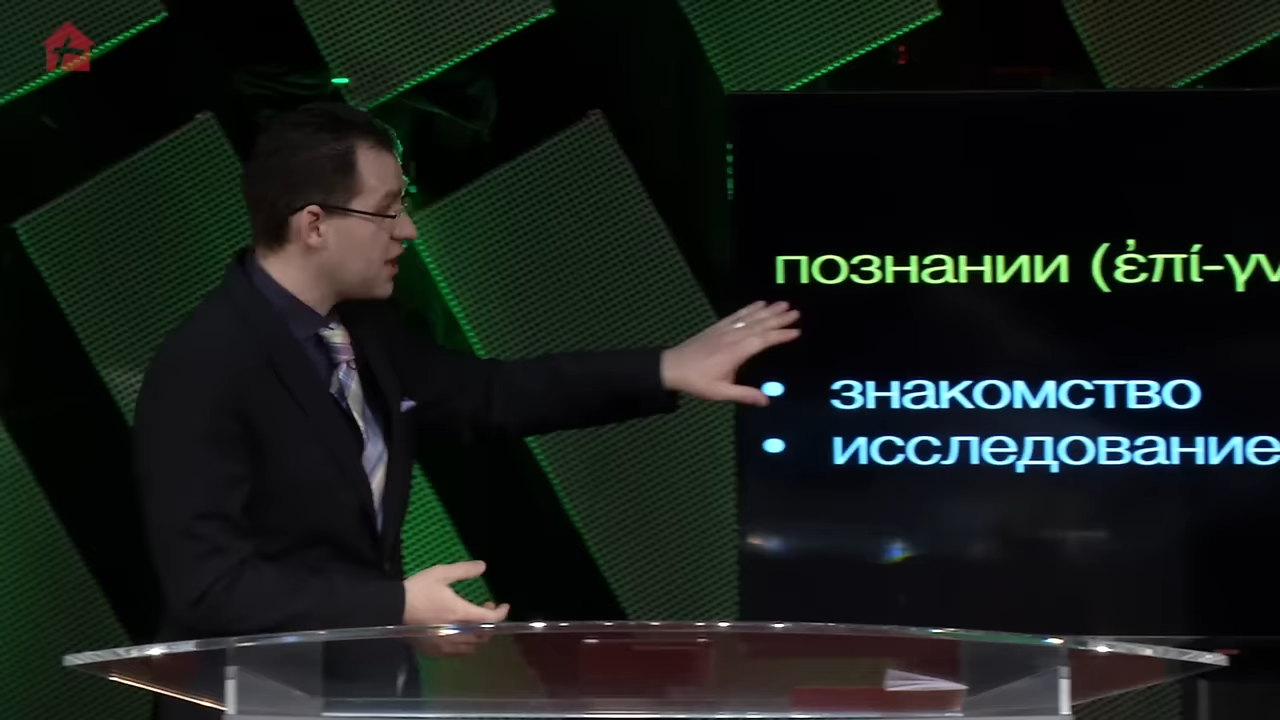 познании (ἐπί-γν
• знакомство
• исследование